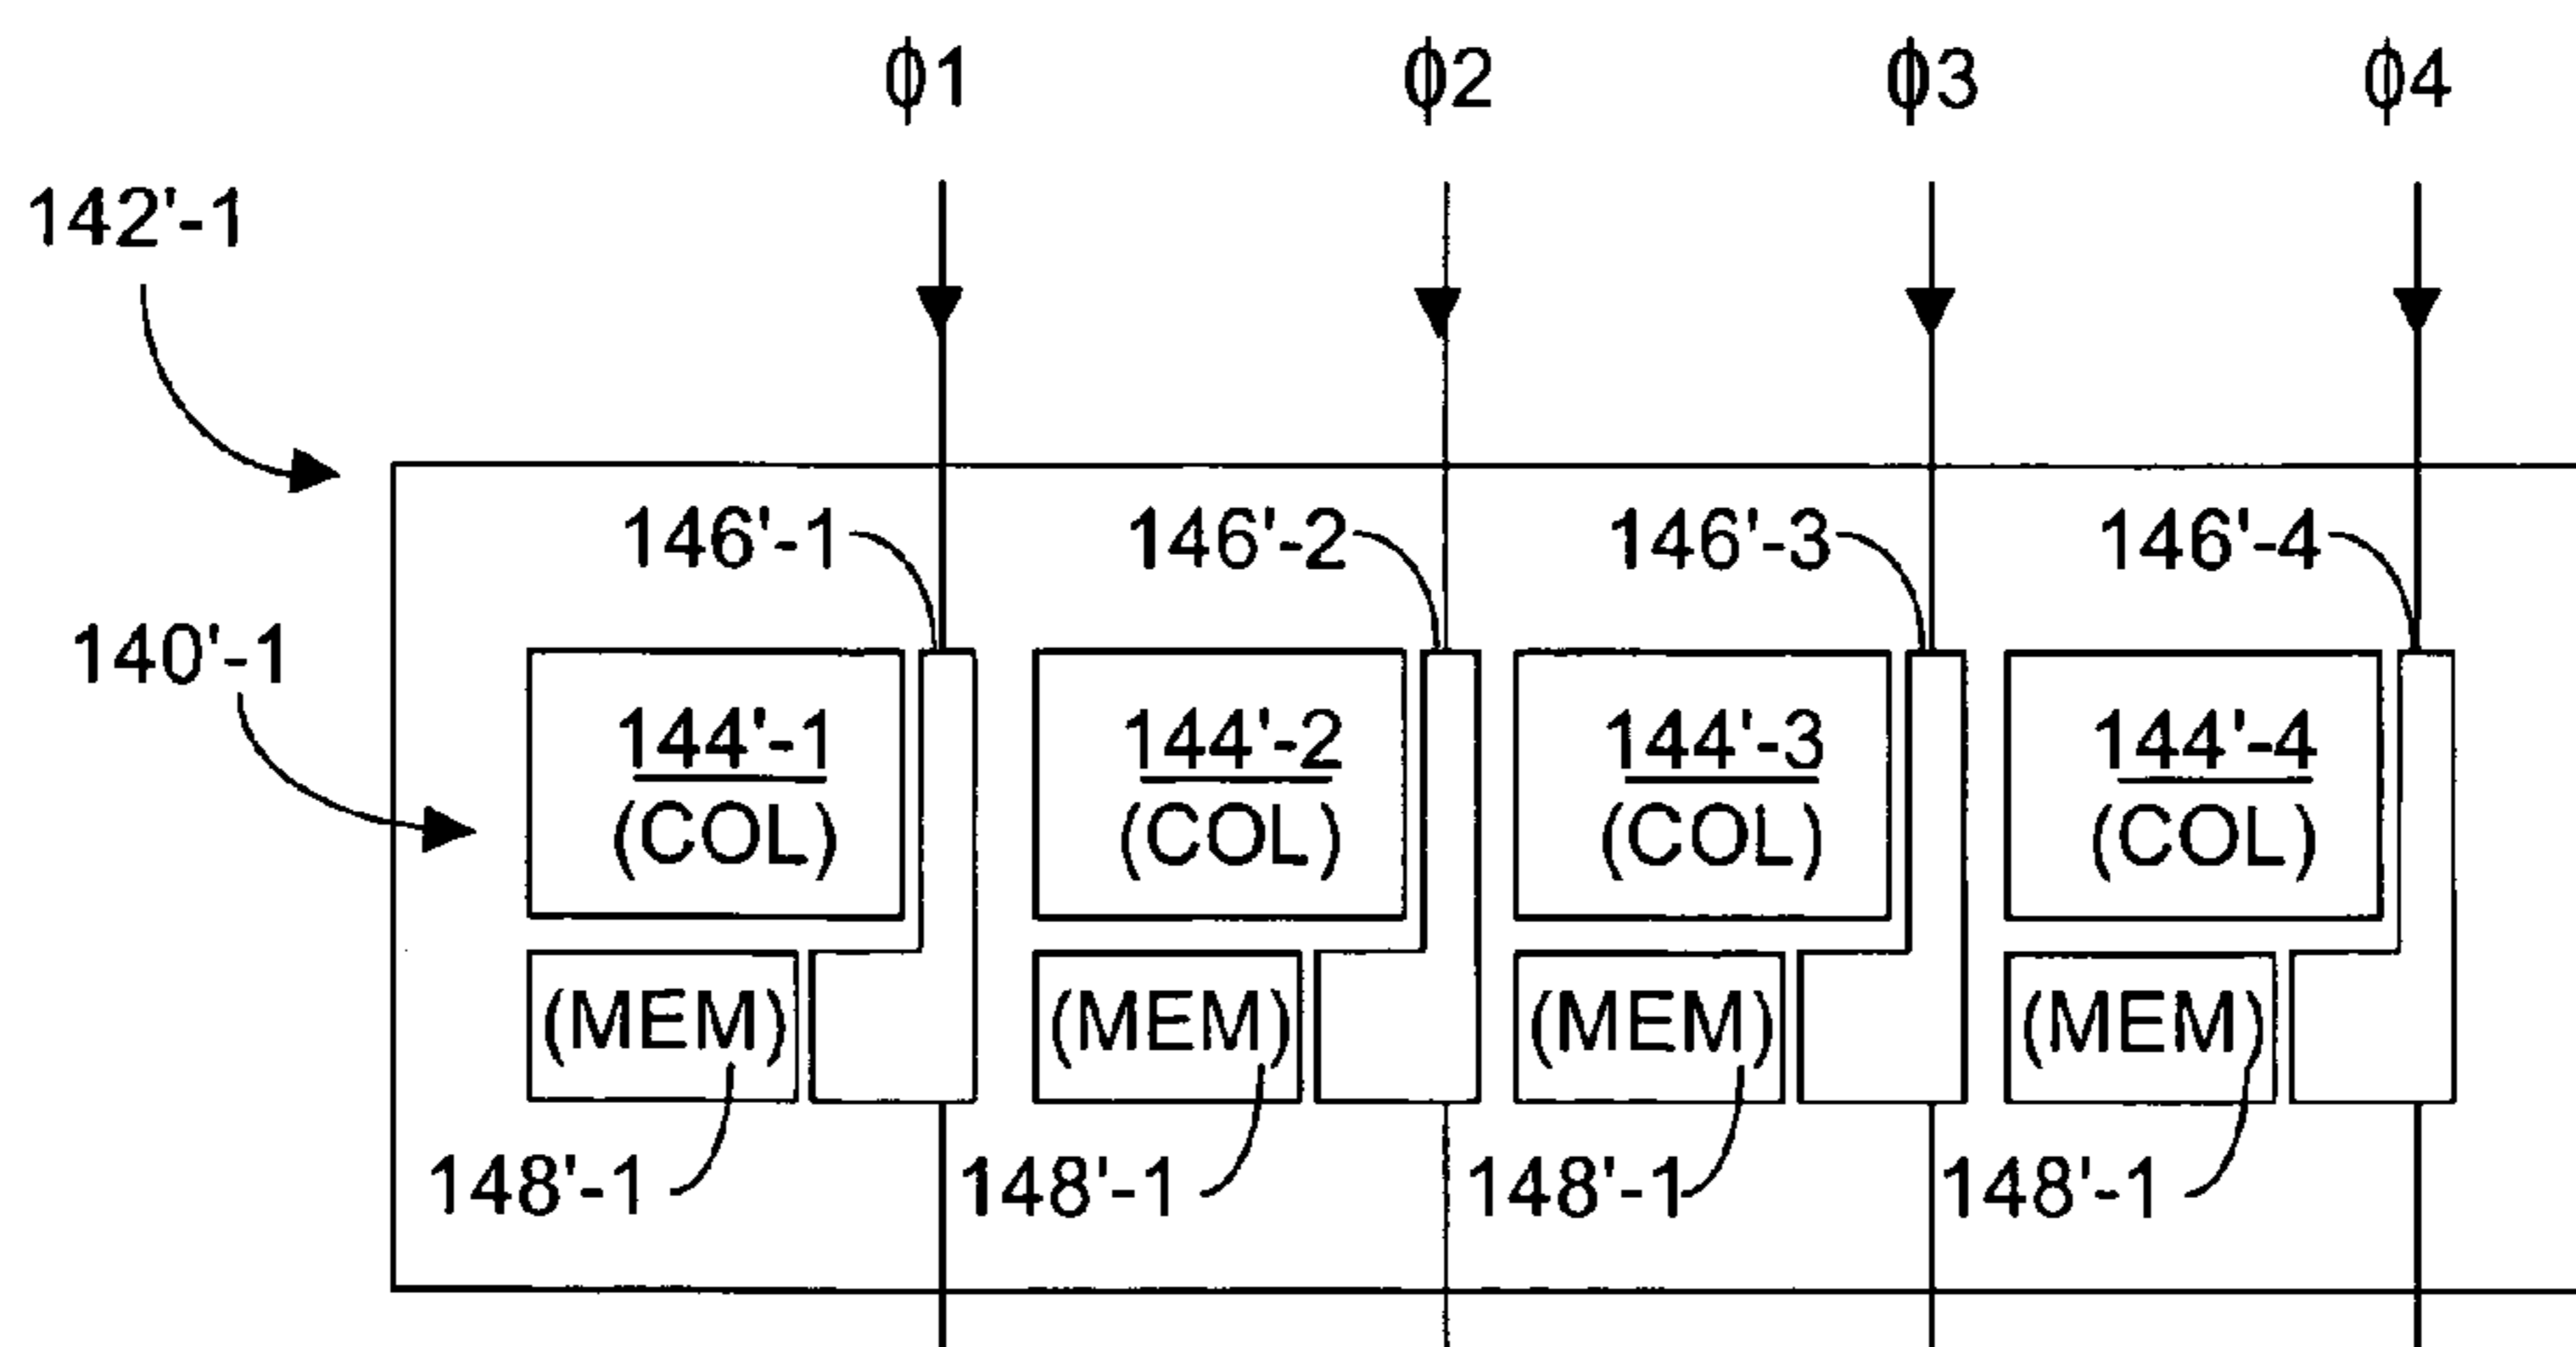 ϕ1 ϕ2 ϕ3 ϕ4
142'-1
146'-1 146'-2 146'-3 146'-4
140'-1
144'-1 144'-2 144'-3 144'-4
(COL) (COL) (COL) (COL)
(MEM) (MEM) (MEM) (MEM)
148'-1 148'-1 148'-1 148'-1